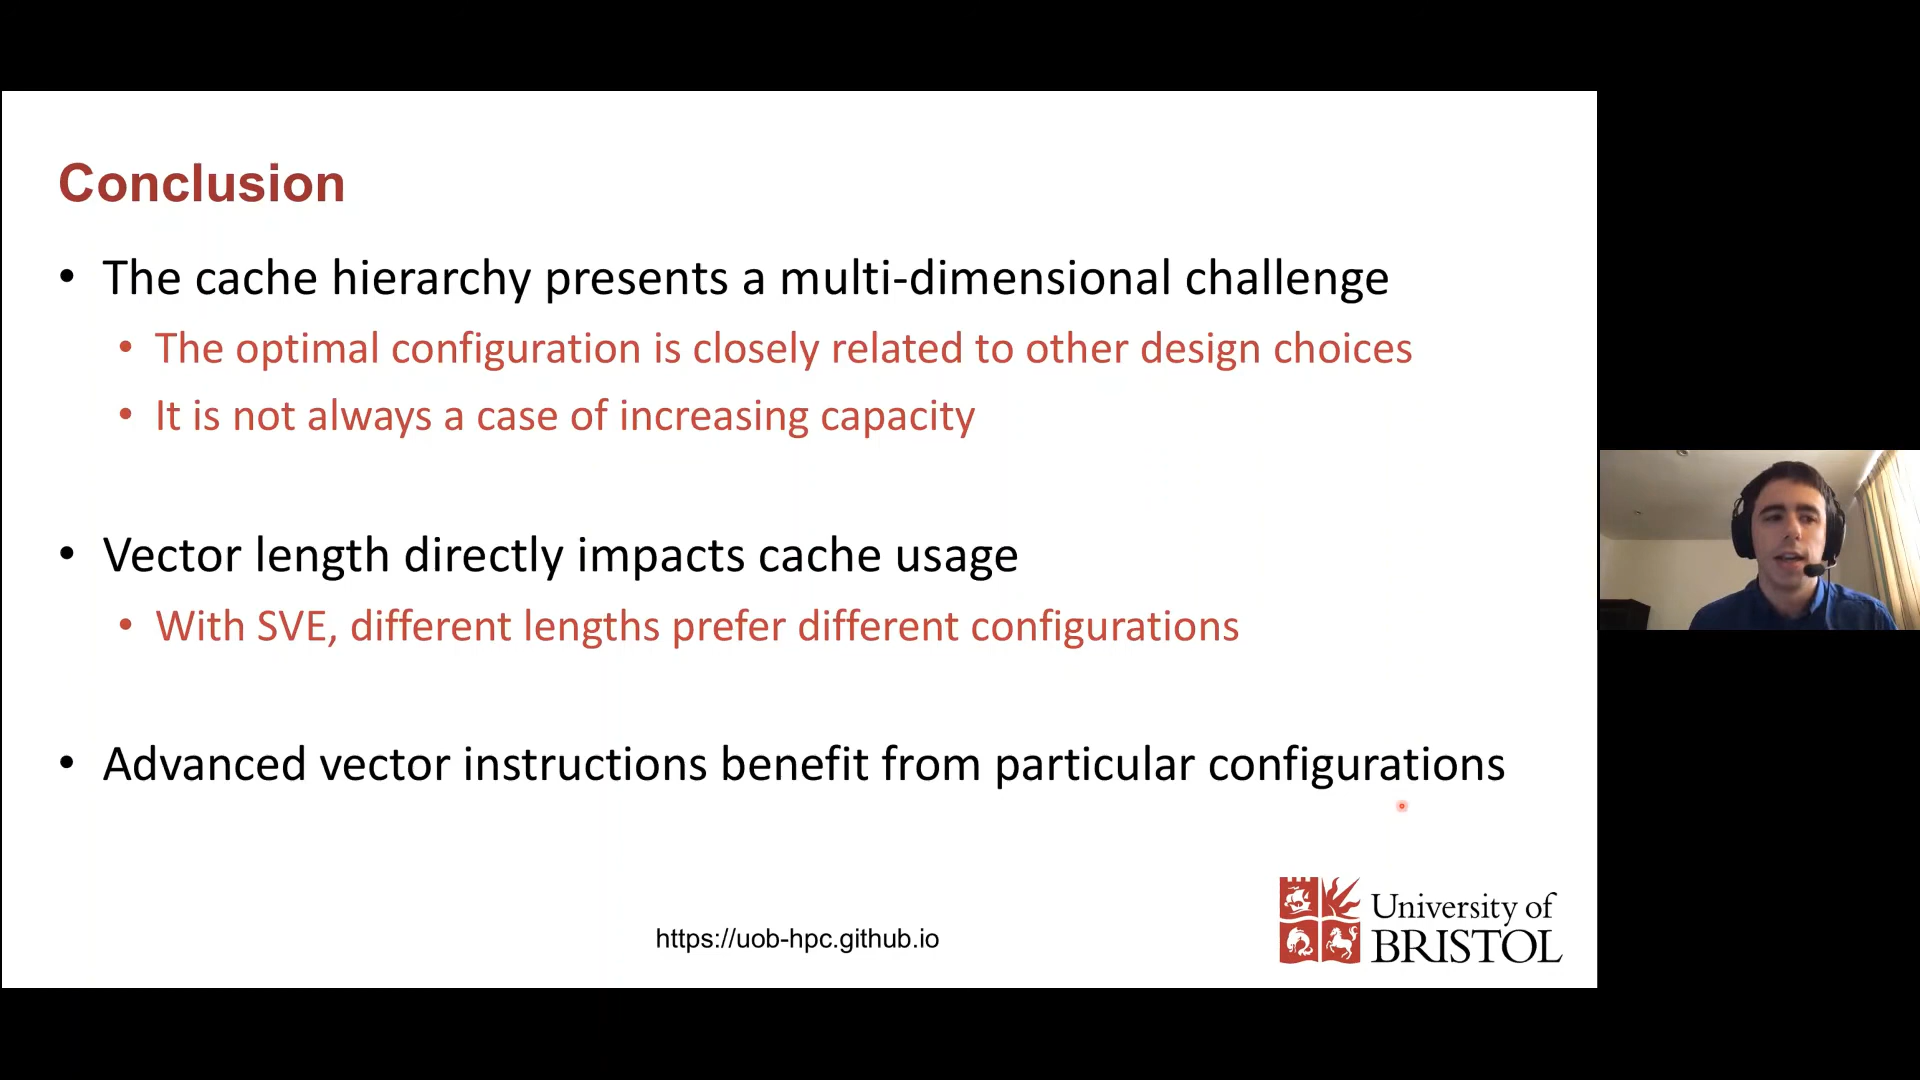 Conclusion
• The cache hierarchy presents a multi-dimensional challenge
• The optimal configuration is closely related to other design choices
• It is not always a case of increasing capacity
• Vector length directly impacts cache usage
• With SVE, different lengths prefer different configurations
• Advanced vector instructions benefit from particular configurations
https://uob-hpc.github.io
University of
BRISTOL